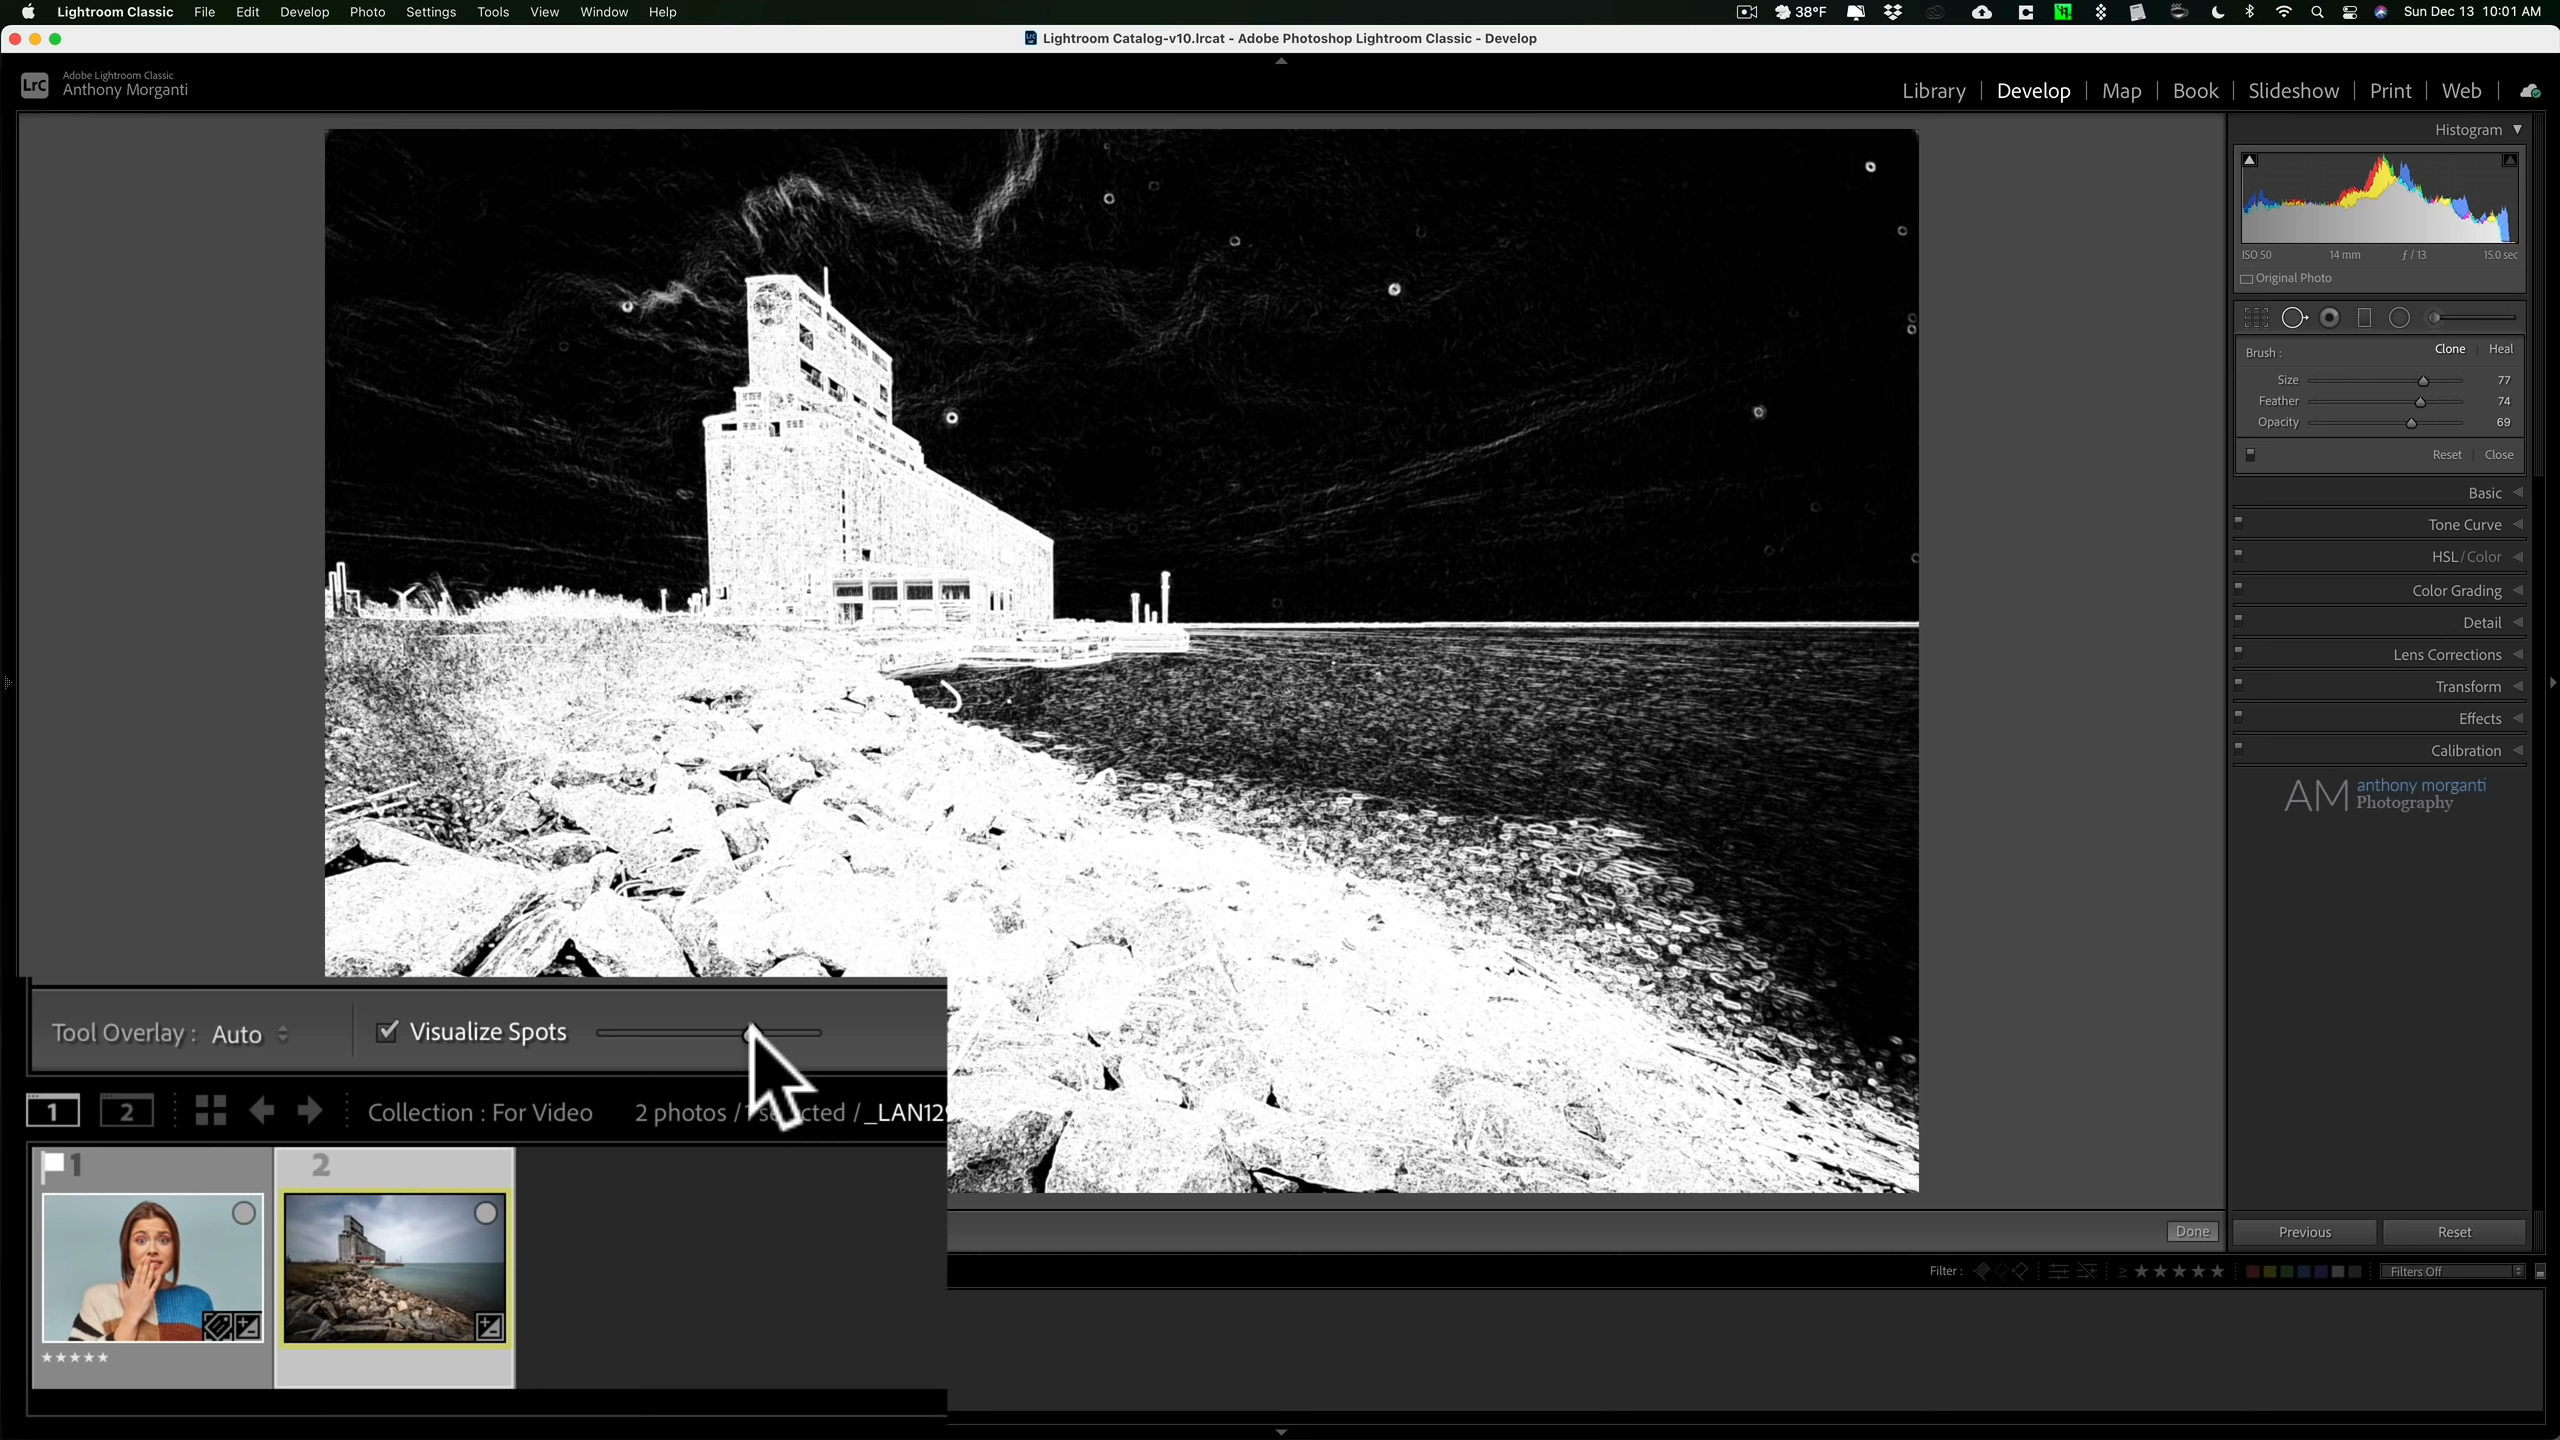 Lightroom Classic File Edit Develop Photo Settings Tools View Window Help 38°F Sun Dec 13 10:01 AM
Lightroom Catalog-v10.lrcat - Adobe Photoshop Lightroom Classic - Develop
LrC
Adobe Lightroom Classic
Anthony Morganti
Library | Develop | Map | Book | Slideshow | Print | Web
Histogram
ISO 50 14 mm ƒ / 13 15.0 sec
Original Photo
Brush : Clone Heal
Size 77
Feather 74
Opacity 69
Reset Close
Basic
Tone Curve
HSL / Color
Color Grading
Detail
Lens Corrections
Transform
Effects
Calibration
AM anthony morganti
Photography
Tool Overlay : Auto Visualize Spots
Done
Previous Reset
1 2 Collection : For Video 2 photos / _LAN12
Filter : ≥ ★★★★★ Filters Off
1 2
★★★★★